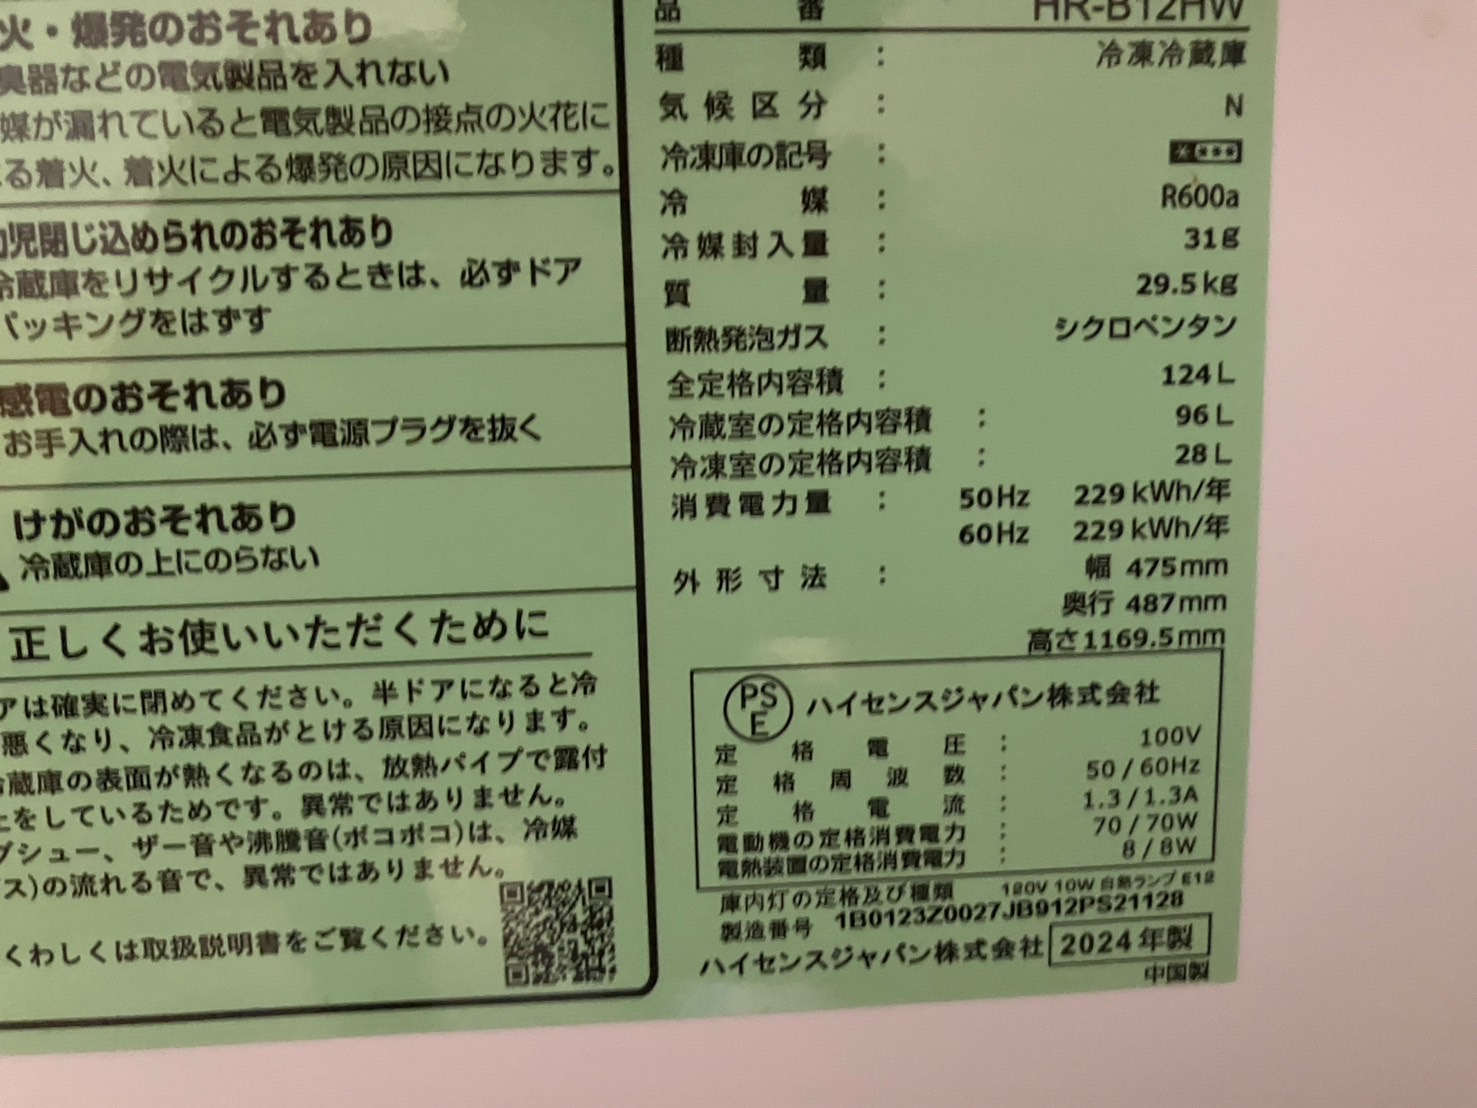 火・爆発のおそれあり
臭器などの電気製品を入れない
媒が漏れていると電気製品の接点の火花に
る着火、着火による爆発の原因になります。
幼児閉じ込められのおそれあり
冷蔵庫をリサイクルするときは、必ずドア
パッキングをはずす
感電のおそれあり
お手入れの際は、必ず電源プラグを抜く
けがのおそれあり
冷蔵庫の上にのらない
正しくお使いいただくために
アは確実に閉めてください。半ドアになると冷
悪くなり、冷凍食品がとける原因になります。
冷蔵庫の表面が熱くなるのは、放熱パイプで露付
止をしているためです。異常ではありません。
プシュー、ザー音や沸騰音(ポコポコ)は、冷媒
ス)の流れる音で、異常ではありません。
くわしくは取扱説明書をご覧ください。
品番 HR-B12HW
種類 : 冷凍冷蔵庫
気候区分 : N
冷凍庫の記号 :
冷媒 : R600a
冷媒封入量 : 31g
質量 : 29.5kg
断熱発泡ガス : シクロペンタン
全定格内容積 : 124L
冷蔵室の定格内容積 : 96L
冷凍室の定格内容積 : 28L
消費電力量 : 50Hz 229kWh/年
60Hz 229kWh/年
外形寸法 : 幅 475mm
奥行 487mm
高さ1169.5mm
PS E ハイセンスジャパン株式会社
定格電圧 : 100V
定格周波数 : 50/60Hz
定格電流 : 1.3/1.3A
電動機の定格消費電力 : 70/70W
電熱装置の定格消費電力 : 8/8W
庫内灯の定格及び種類 120V 10W 白熱ランプ E12
製造番号 1B0123Z0027JB912PS21128
ハイセンスジャパン株式会社 2024年製
中国製